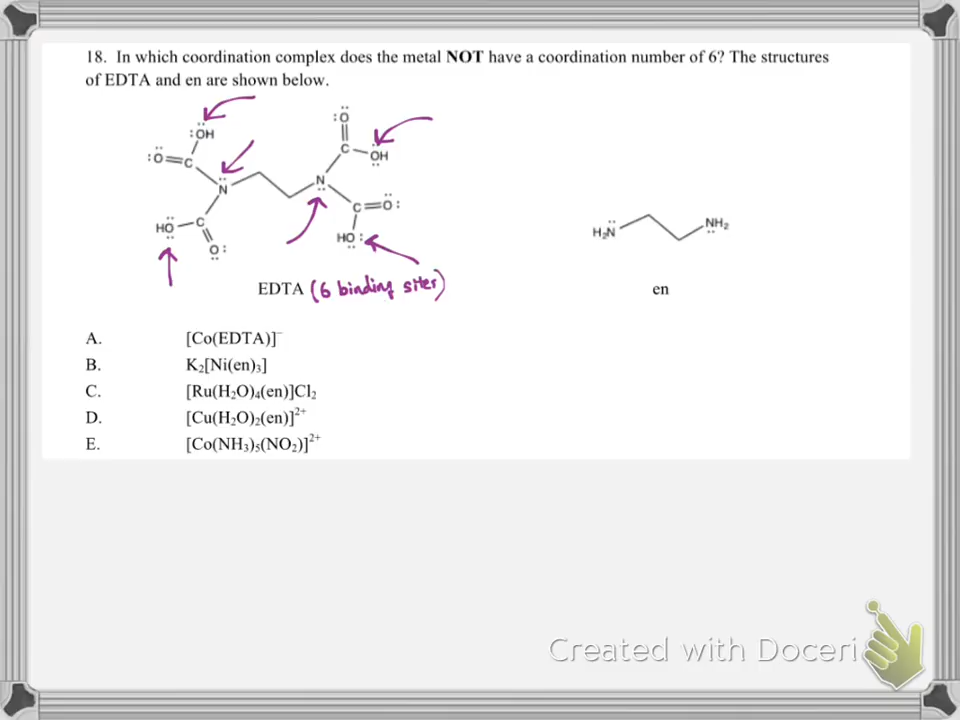 18. In which coordination complex does the metal NOT have a coordination number of 6? The structures
of EDTA and en are shown below.
:OH
:O
C
N
HO
C
O:
:O
C
OH
N
C
O:
HO:
H₂N
NH₂
EDTA (6 binding sites)
en
A. [Co(EDTA)]⁻
B. K₂[Ni(en)₃]
C. [Ru(H₂O)₄(en)]Cl₂
D. [Cu(H₂O)₂(en)]²⁺
E. [Co(NH₃)₅(NO₂)]²⁺
Created with Doceri